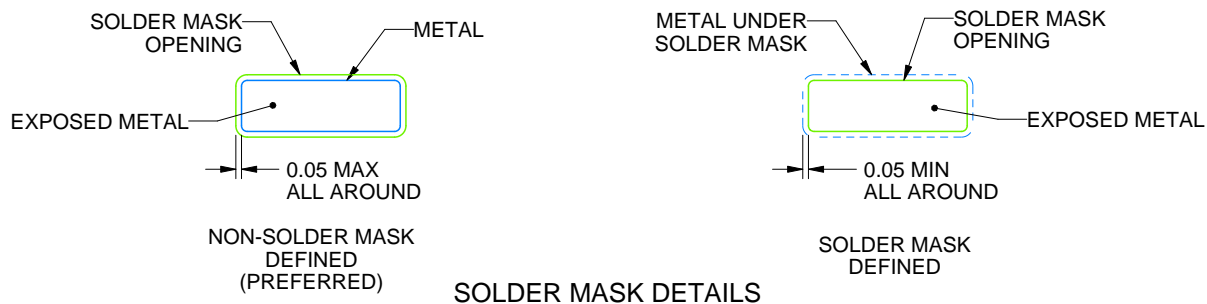 SOLDER MASK
OPENING
METAL
EXPOSED METAL
0.05 MAX
ALL AROUND
NON-SOLDER MASK
DEFINED
(PREFERRED)
METAL UNDER
SOLDER MASK
SOLDER MASK
OPENING
EXPOSED METAL
0.05 MIN
ALL AROUND
SOLDER MASK
DEFINED
SOLDER MASK DETAILS